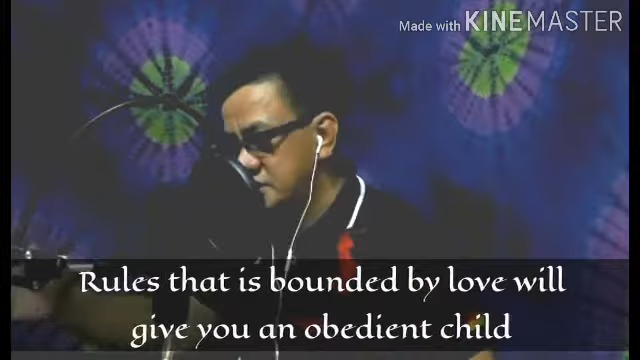 Made with KINEMASTER
Rules that is bounded by love will
give you an obedient child